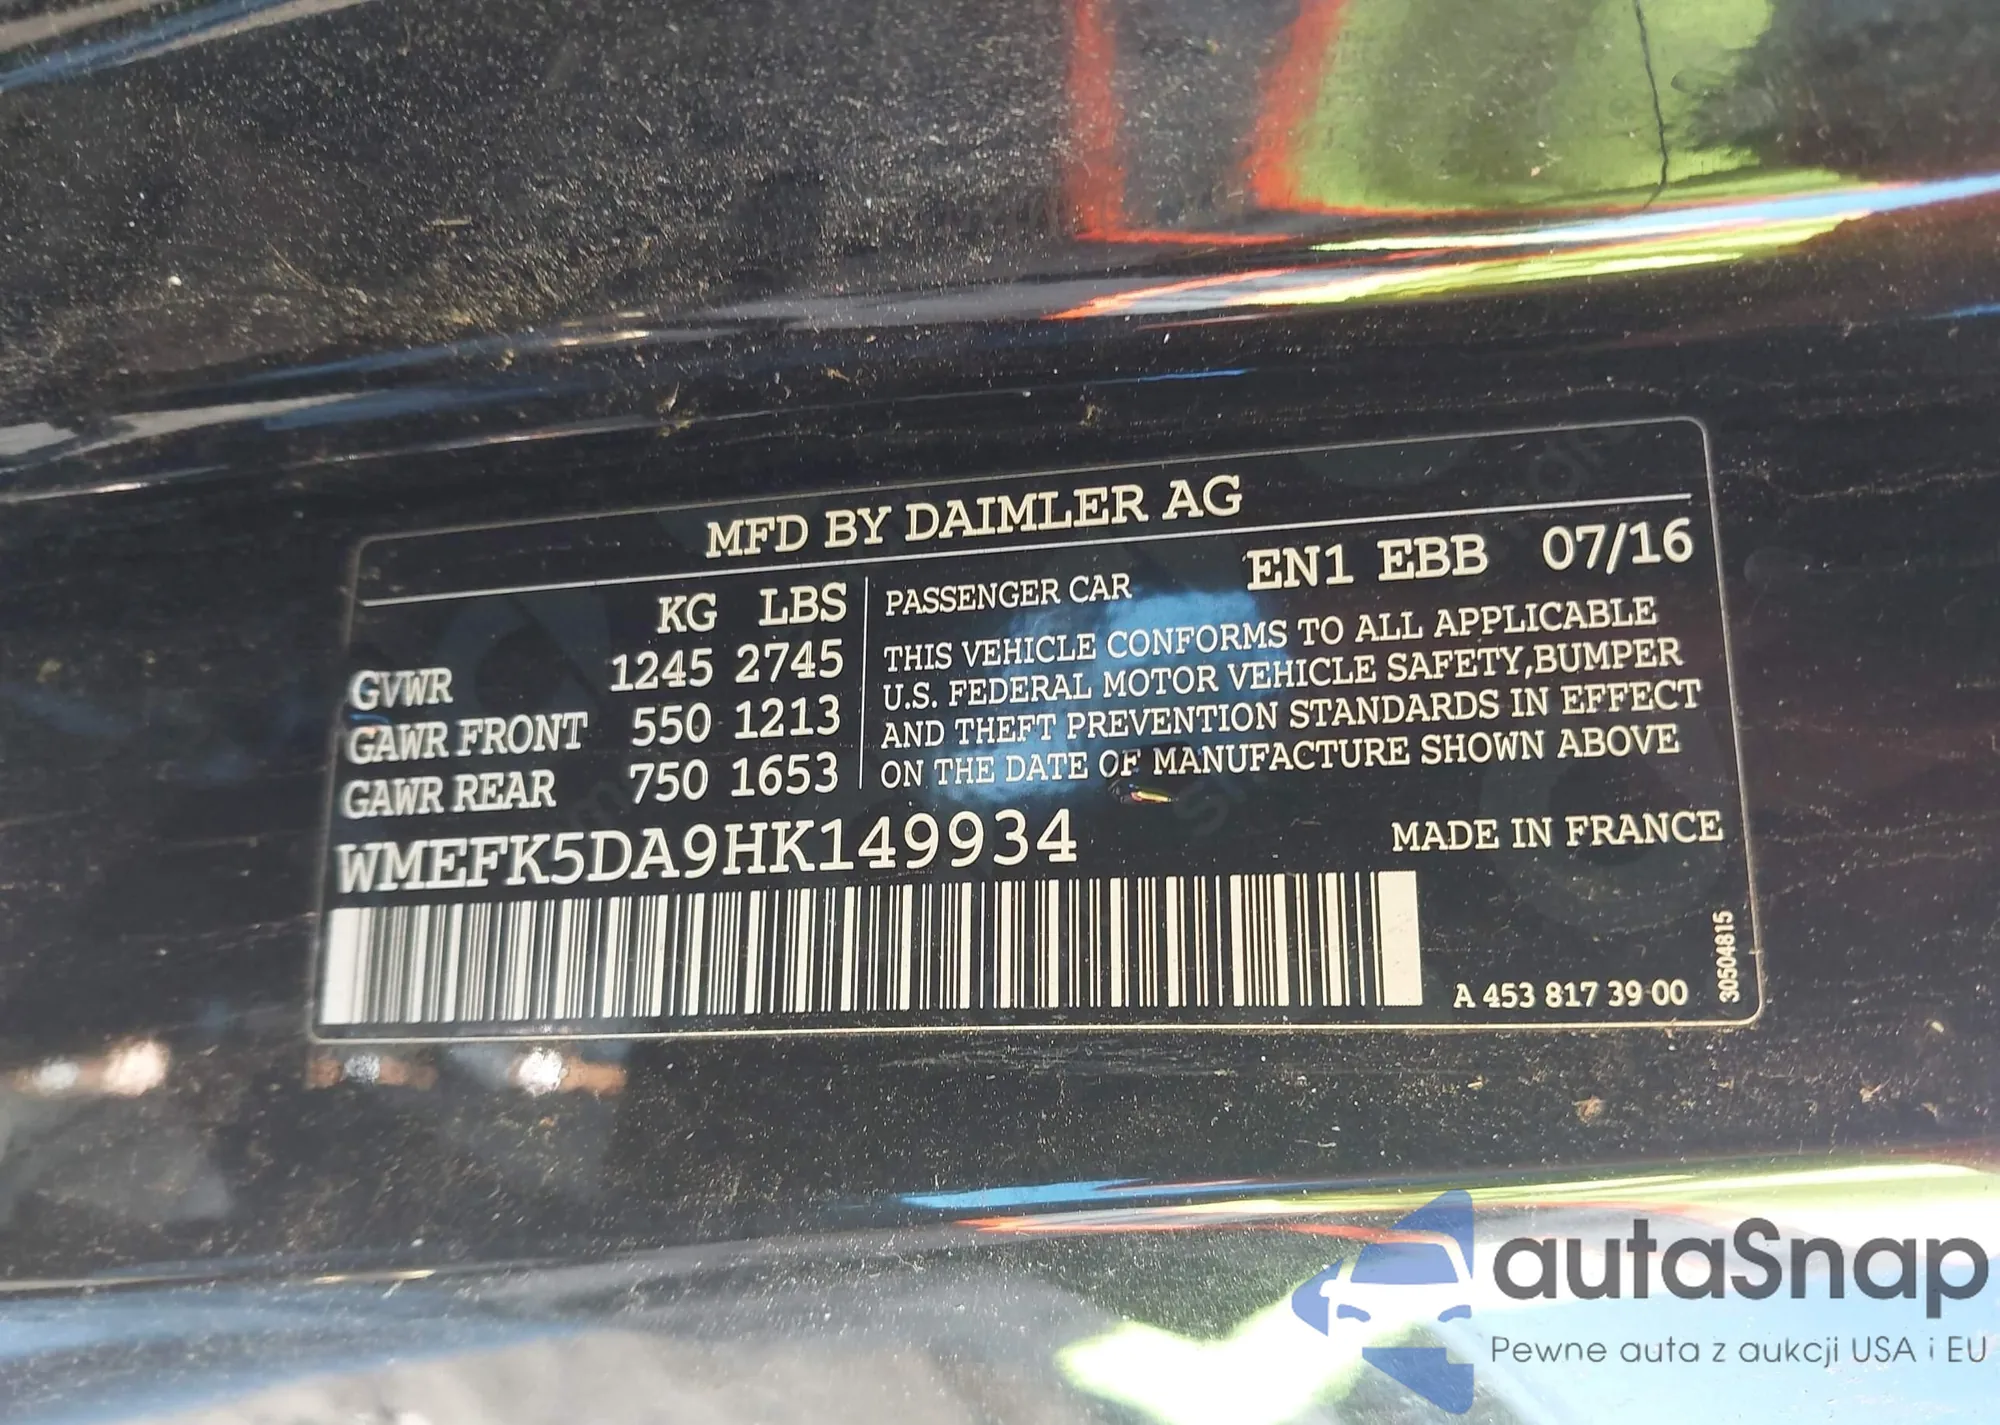 MFD BY DAIMLER AG
KG LBS
GVWR 1245 2745
GAWR FRONT 550 1213
GAWR REAR 750 1653
PASSENGER CAR EN1 EBB 07/16
THIS VEHICLE CONFORMS TO ALL APPLICABLE
U.S. FEDERAL MOTOR VEHICLE SAFETY,BUMPER
AND THEFT PREVENTION STANDARDS IN EFFECT
ON THE DATE OF MANUFACTURE SHOWN ABOVE
WMEFK5DA9HK149934
MADE IN FRANCE
A 453 817 39 00
30504815
autaSnap
Pewne auta z aukcji USA i EU